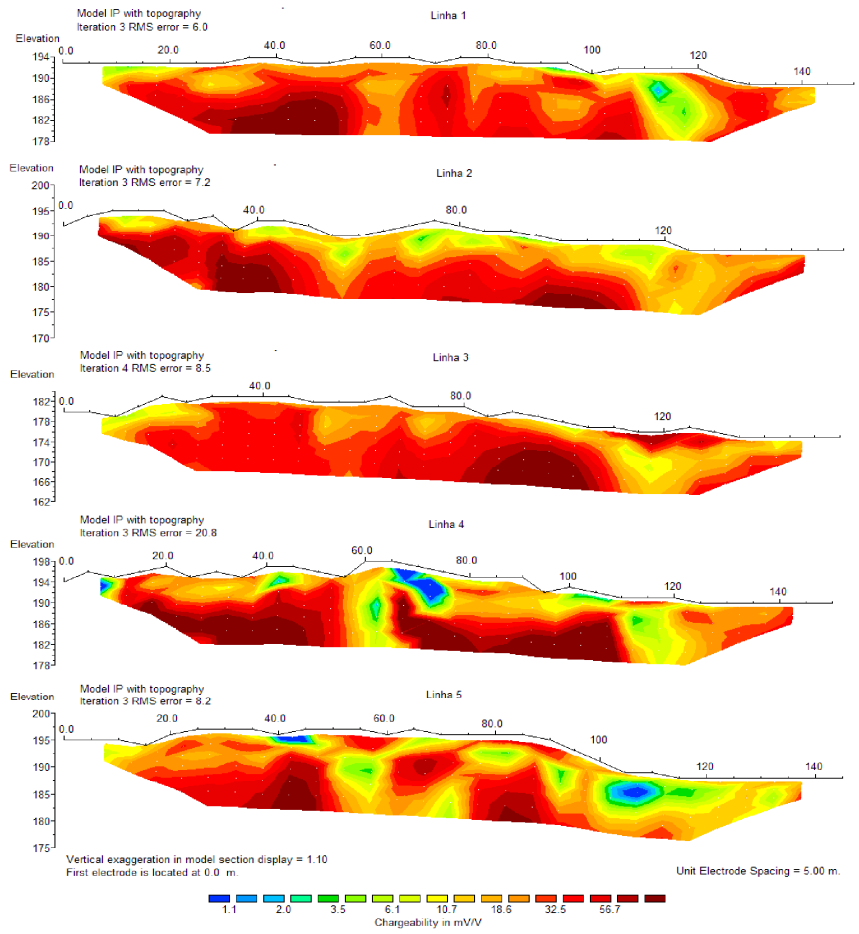 Model IP with topography
Iteration 3 RMS error = 6.0
Linha 1
Elevation
0.0 20.0 40.0 60.0 80.0 100 120
194
190
186
182
178
140
Model IP with topography
Iteration 3 RMS error = 7.2
Linha 2
Elevation
200
195
190
185
180
175
170
0.0 40.0 80.0 120
Model IP with topography
Iteration 4 RMS error = 8.5
Linha 3
Elevation
182
178
174
170
166
162
0.0 40.0 80.0 120
Model IP with topography
Iteration 3 RMS error = 20.8
Linha 4
Elevation
0.0 20.0 40.0 60.0 80.0 100 120 140
198
194
190
186
182
178
Model IP with topography
Iteration 3 RMS error = 8.2
Linha 5
Elevation
200
195
190
185
180
175
0.0 20.0 40.0 60.0 80.0 100 120 140
Vertical exaggeration in model section display = 1.10
First electrode is located at 0.0 m.
Unit Electrode Spacing = 5.00 m.
1.1 2.0 3.5 6.1 10.7 18.6 32.5 56.7
Chargeability in mV/V